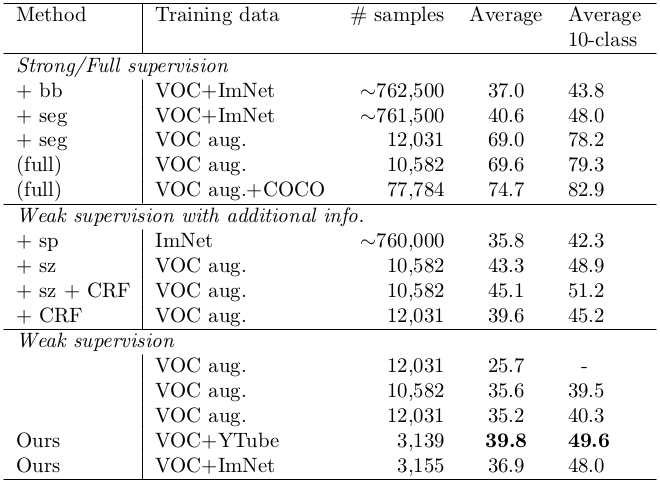 Method Training data # samples Average Average
10-class
Strong/Full supervision
+ bb VOC+ImNet ~762,500 37.0 43.8
+ seg VOC+ImNet ~761,500 40.6 48.0
+ seg VOC aug. 12,031 69.0 78.2
(full) VOC aug. 10,582 69.6 79.3
(full) VOC aug.+COCO 77,784 74.7 82.9
Weak supervision with additional info.
+ sp ImNet ~760,000 35.8 42.3
+ sz VOC aug. 10,582 43.3 48.9
+ sz + CRF VOC aug. 10,582 45.1 51.2
+ CRF VOC aug. 12,031 39.6 45.2
Weak supervision
VOC aug. 12,031 25.7 -
VOC aug. 10,582 35.6 39.5
VOC aug. 12,031 35.2 40.3
Ours VOC+YTube 3,139 39.8 49.6
Ours VOC+ImNet 3,155 36.9 48.0